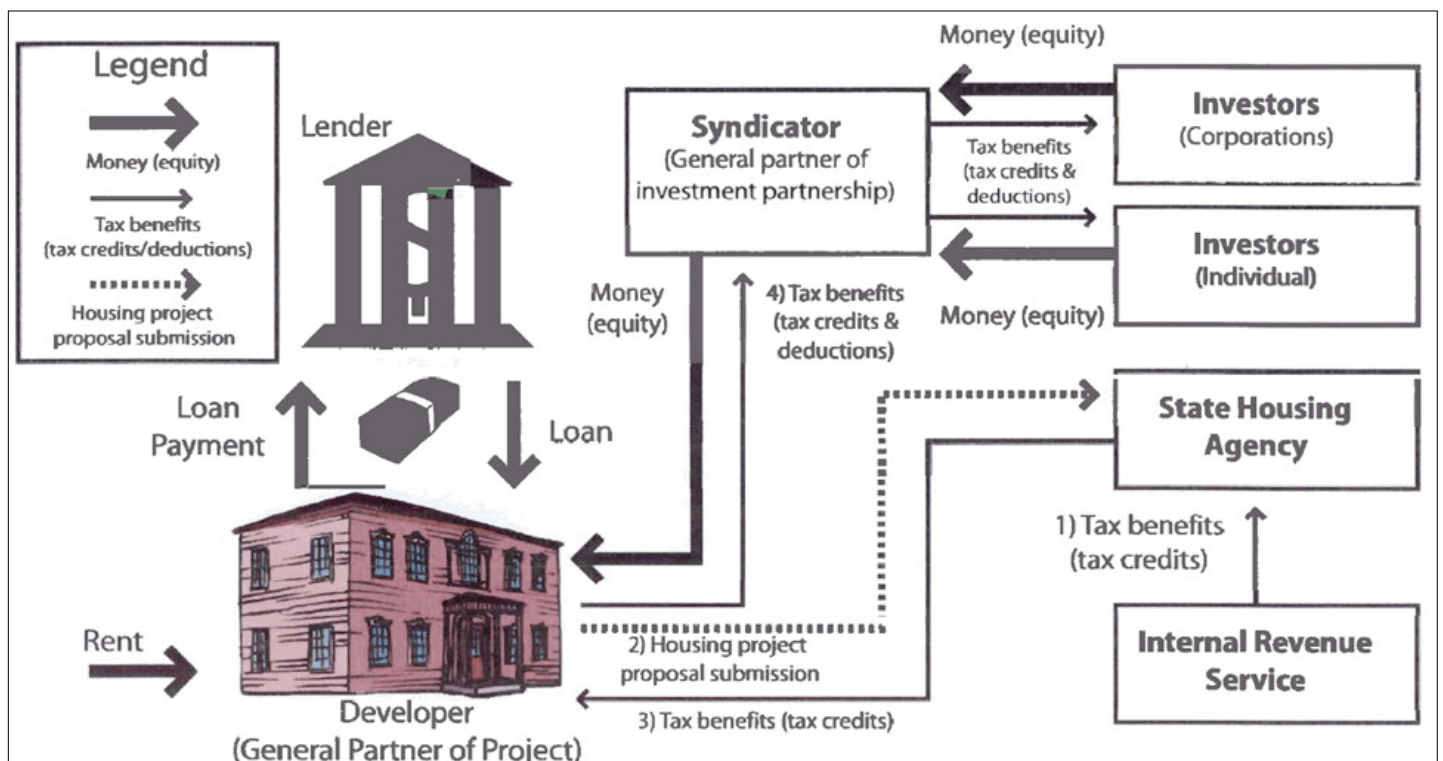 Legend
Money (equity)
Tax benefits
(tax credits/deductions)
Housing project
proposal submission
Lender
Loan
Payment
Loan
Rent
Developer
(General Partner of Project)
Syndicator
(General partner of
investment partnership)
Money (equity)
Tax benefits
(tax credits &
deductions)
Money (equity)
Investors
(Corporations)
Investors
(Individual)
Money
(equity)
4) Tax benefits
(tax credits &
deductions)
2) Housing project
proposal submission
3) Tax benefits (tax credits)
State Housing
Agency
1) Tax benefits
(tax credits)
Internal Revenue
Service